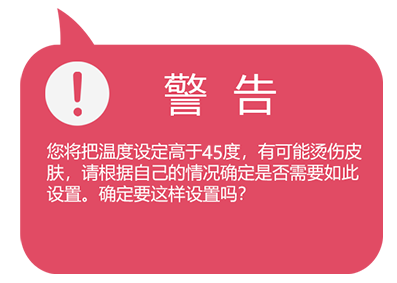 警 告
您将把温度设定高于45度，有可能烫伤皮
肤，请根据自己的情况确定是否需要如此
设置。确定要这样设置吗？